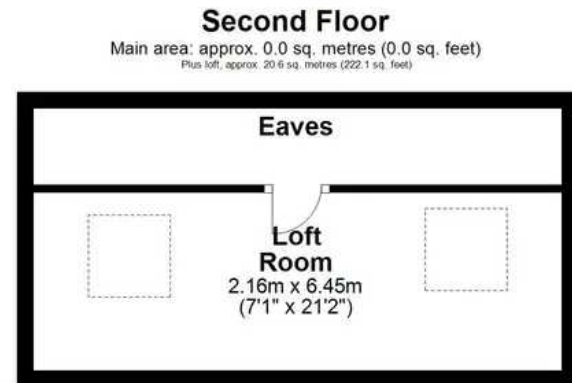 Second Floor
Main area: approx. 0.0 sq. metres (0.0 sq. feet)
Plus loft, approx. 20.6 sq. metres (222.1 sq. feet)
Eaves
Loft
Room
2.16m x 6.45m
(7'1" x 21'2")